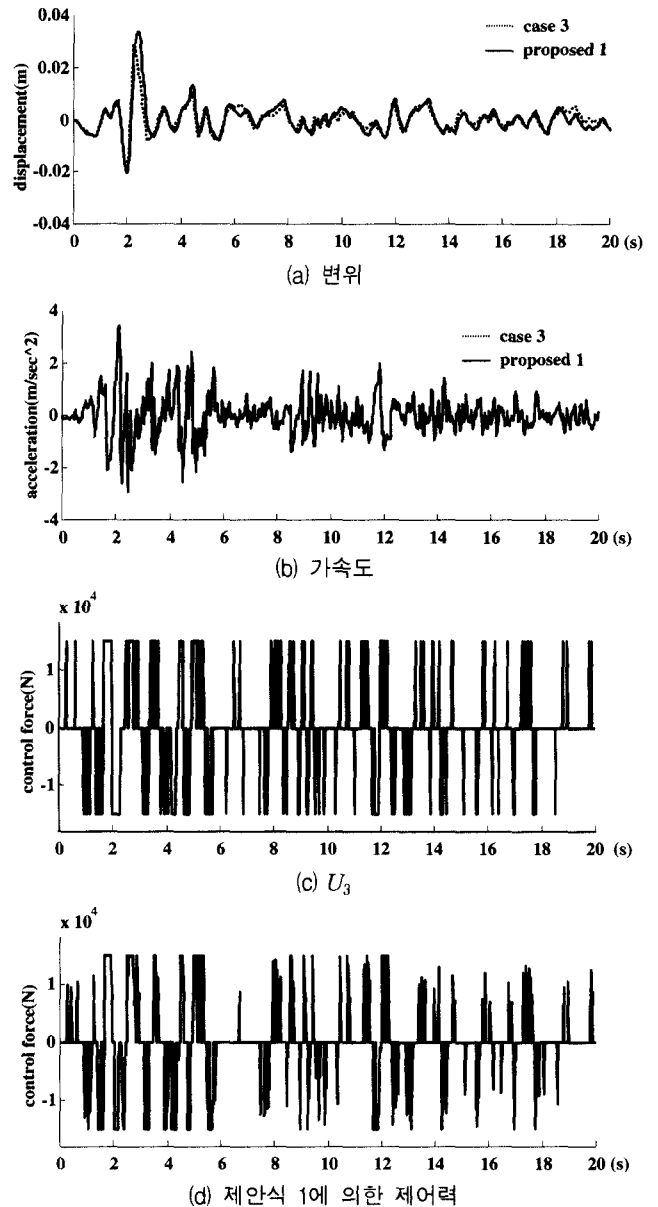 0.04
case 3
proposed 1
0.02
0
-0.02
-0.04
displacement(m)
0 2 4 6 8 10 12 14 16 18 20 (s)
(a) 변위
4
case 3
proposed 1
2
0
-2
-4
acceleration(m/sec^2)
0 2 4 6 8 10 12 14 16 18 20 (s)
(b) 가속도
x 10^4
1
0
-1
control force(N)
0 2 4 6 8 10 12 14 16 18 20 (s)
(c) U₃
x 10^4
1
0
-1
control force(N)
0 2 4 6 8 10 12 14 16 18 20 (s)
(d) 제안식 1에 의한 제어력